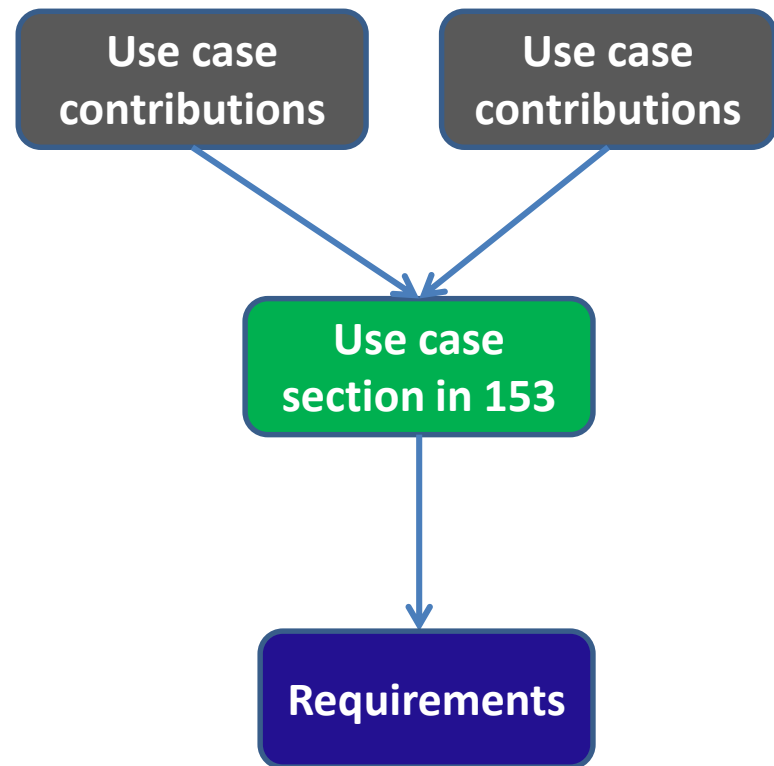 Use case
contributions
Use case
contributions
Use case
section in 153
Requirements